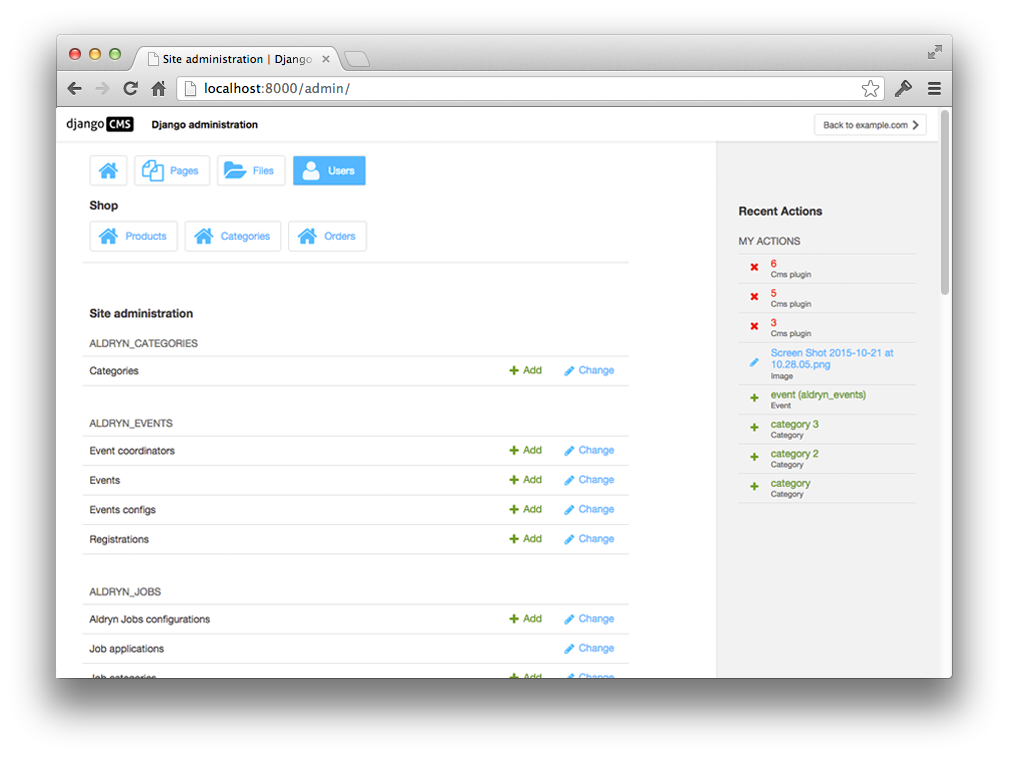 Site administration | Django
localhost:8000/admin/
django CMS Django administration Back to example.com
Pages Files Users
Shop
Products Categories Orders
Site administration
ALDRYN_CATEGORIES
Categories Add Change
ALDRYN_EVENTS
Event coordinators Add Change
Events Add Change
Events configs Add Change
Registrations Add Change
ALDRYN_JOBS
Aldryn Jobs configurations Add Change
Job applications Change
Job categories Add Change
Recent Actions
MY ACTIONS
6
Cms plugin
5
Cms plugin
3
Cms plugin
Screen Shot 2015-10-21 at
10.28.05.png
Image
event (aldryn_events)
Event
category 3
Category
category 2
Category
category
Category